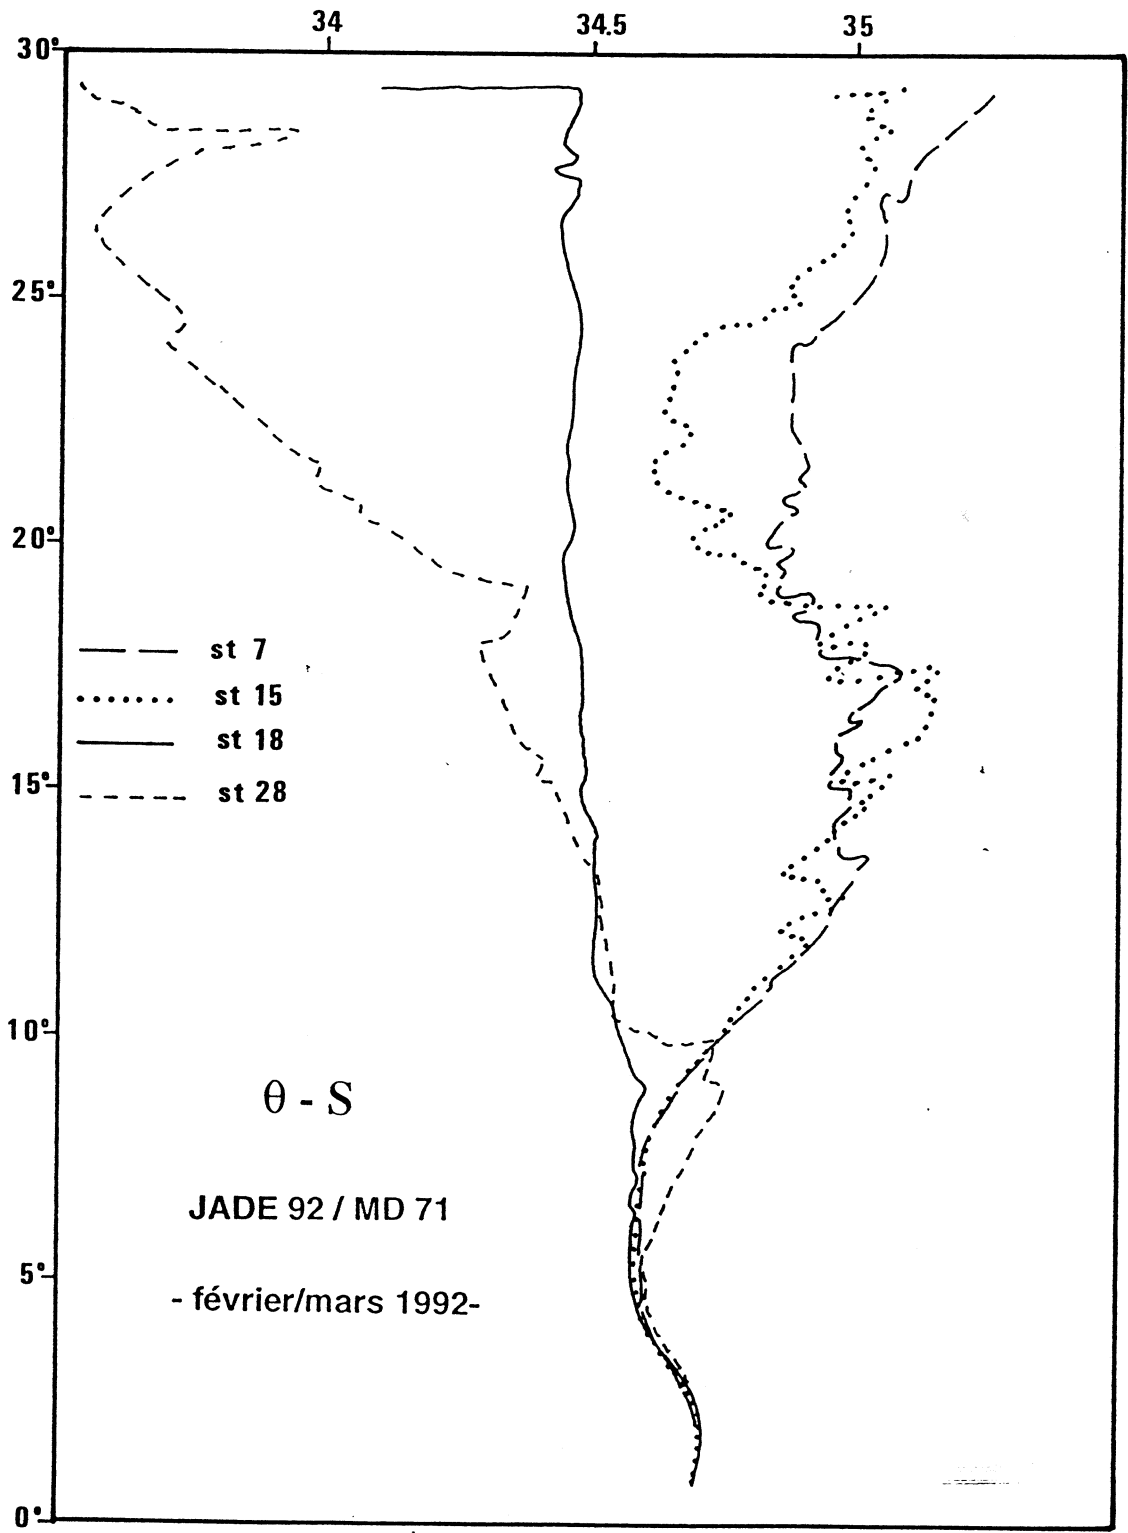 34 34.5 35
30°
25°
20°
st 7
st 15
st 18
15°
st 28
10°
θ - S
JADE 92 / MD 71
5°
- février/mars 1992-
0°